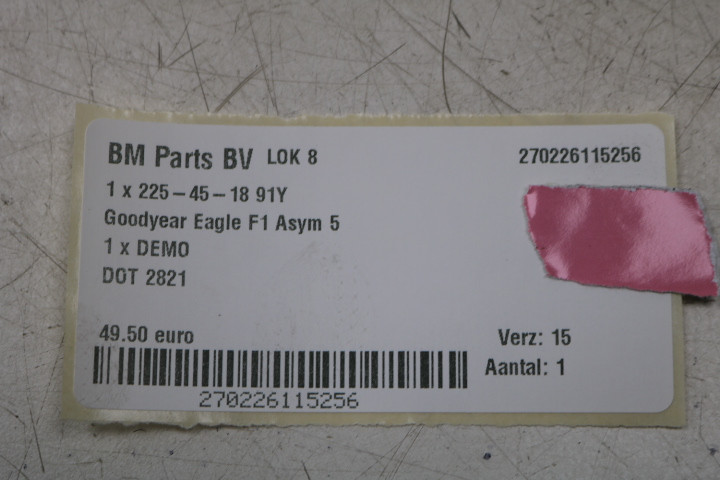 BM Parts BV LOK 8 270226115256
1 x 225-45-18 91Y
Goodyear Eagle F1 Asym 5
1 x DEMO
DOT 2821
49.50 euro Verz: 15
Aantal: 1
270226115256